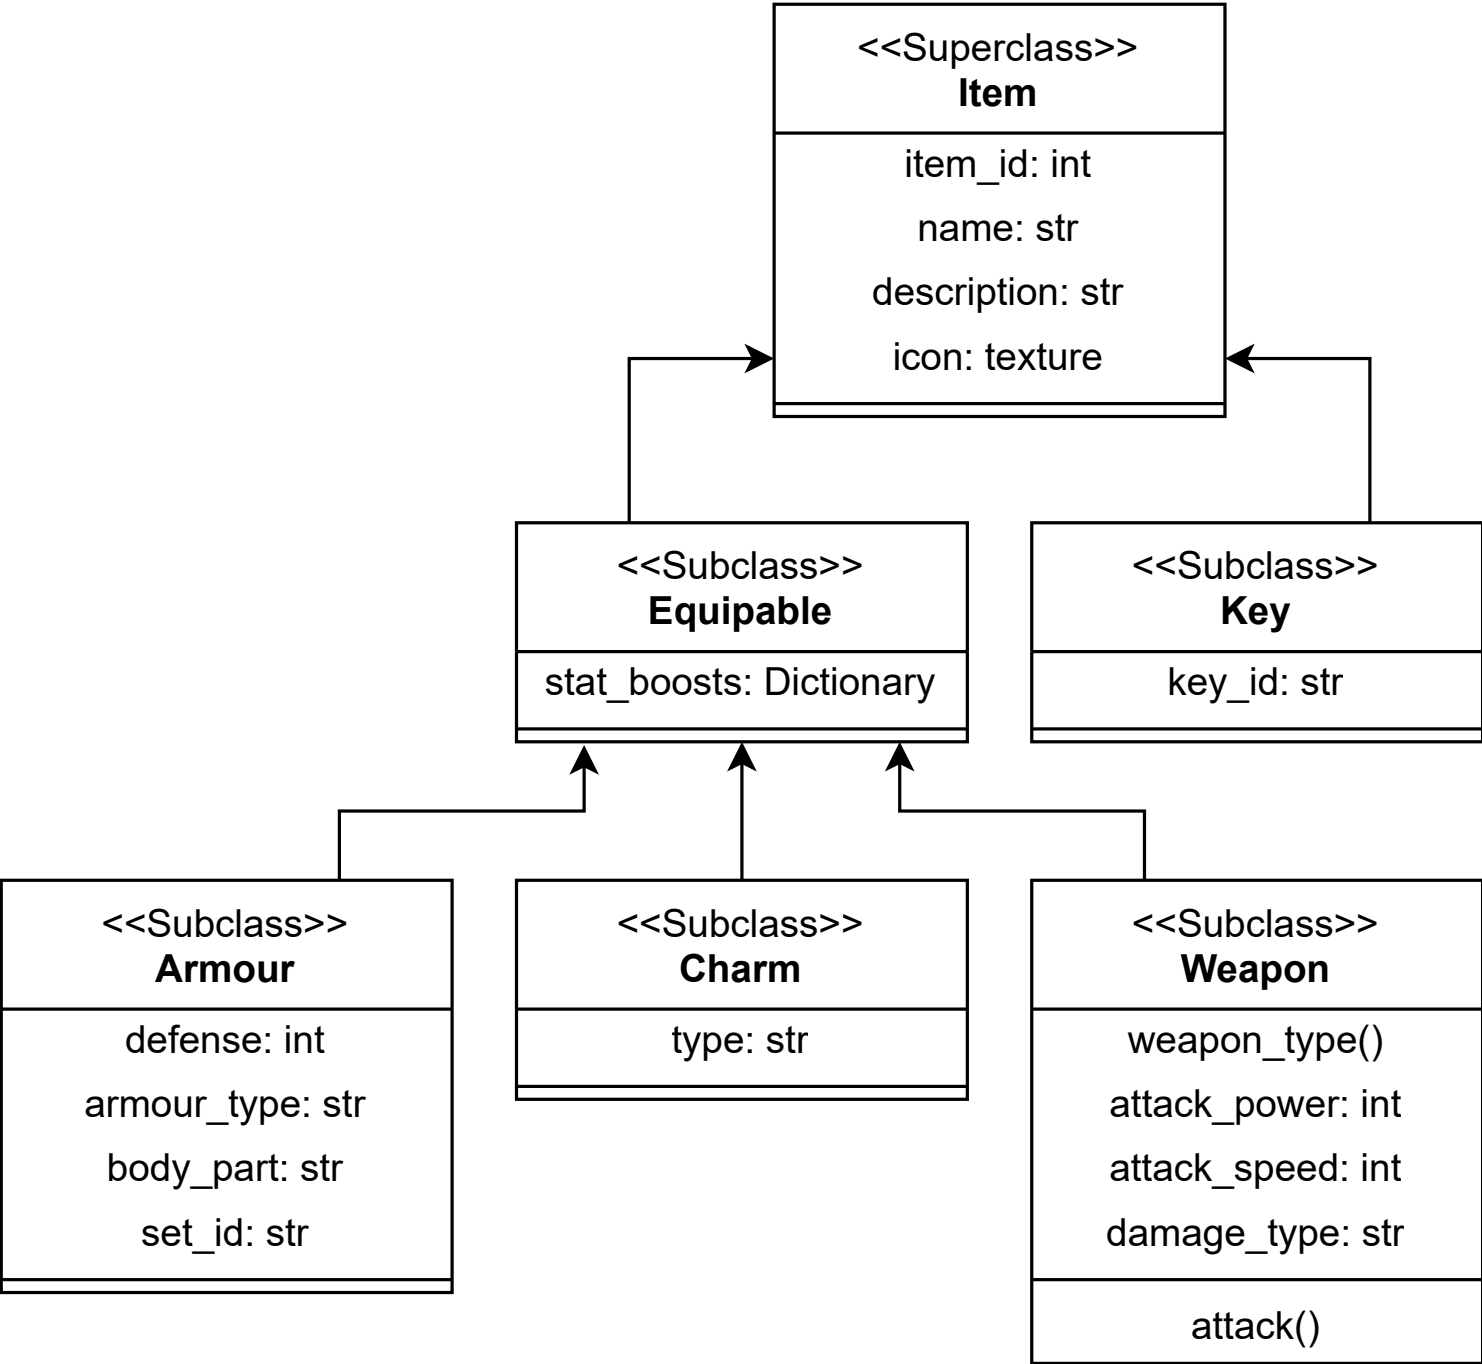 <<Superclass>>
Item
item_id: int
name: str
description: str
icon: texture
<<Subclass>>
Equipable
stat_boosts: Dictionary
<<Subclass>>
Key
key_id: str
<<Subclass>>
Armour
defense: int
armour_type: str
body_part: str
set_id: str
<<Subclass>>
Charm
type: str
<<Subclass>>
Weapon
weapon_type()
attack_power: int
attack_speed: int
damage_type: str
attack()